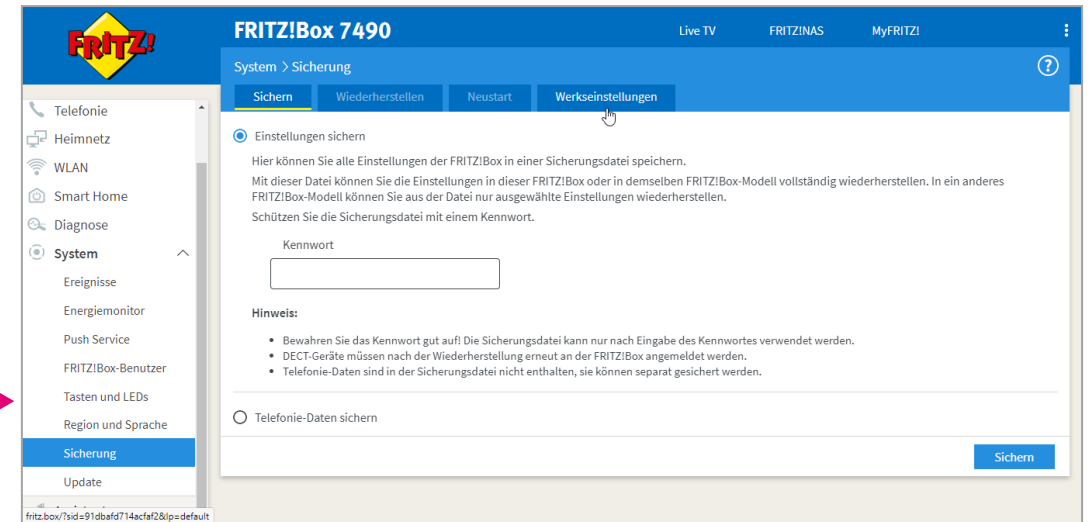 FRITZ!
FRITZ!Box 7490
Live TV
FRITZ!NAS
MyFRITZ!
System > Sicherung
?
Sichern
Wiederherstellen
Neustart
Werkseinstellungen
Telefonie
Heimnetz
WLAN
Smart Home
Diagnose
System
Ereignisse
Energiemonitor
Push Service
FRITZ!Box-Benutzer
Tasten und LEDs
Region und Sprache
Sicherung
Update
fritz.box/?sid=91dbafd714acfaf2&lp=default
Einstellungen sichern
Hier können Sie alle Einstellungen der FRITZ!Box in einer Sicherungsdatei speichern.
Mit dieser Datei können Sie die Einstellungen in dieser FRITZ!Box oder in demselben FRITZ!Box-Modell vollständig wiederherstellen. In ein anderes
FRITZ!Box-Modell können Sie aus der Datei nur ausgewählte Einstellungen wiederherstellen.
Schützen Sie die Sicherungsdatei mit einem Kennwort.
Kennwort
Hinweis:
• Bewahren Sie das Kennwort gut auf! Die Sicherungsdatei kann nur nach Eingabe des Kennwortes verwendet werden.
• DECT-Geräte müssen nach der Wiederherstellung erneut an der FRITZ!Box angemeldet werden.
• Telefonie-Daten sind in der Sicherungsdatei nicht enthalten, sie können separat gesichert werden.
Telefonie-Daten sichern
Sichern